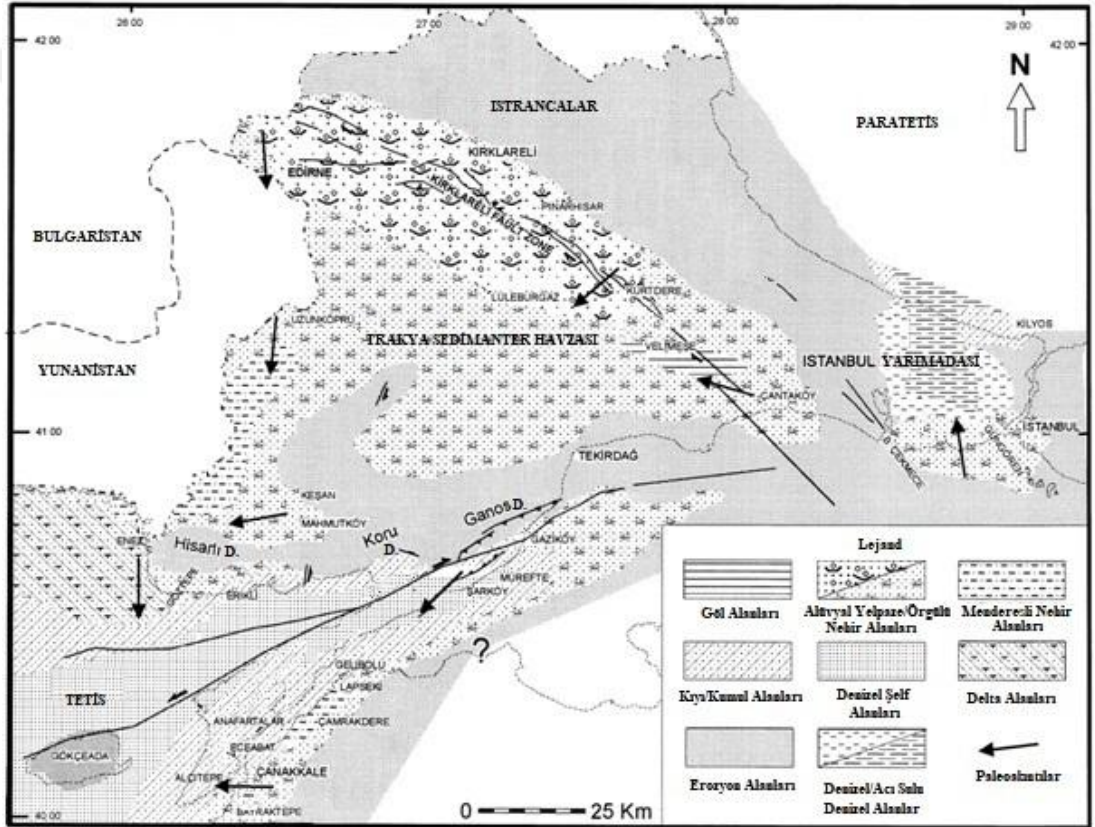 26 00
27 00
28 00
29 00
42 00
42 00
N
ISTRANCALAR
PARATETİS
KIRKLARELİ
EDİRNE
KIRKLARELİ FAULT ZONE
PINARHİSAR
BULGARİSTAN
LÜLEBURGAZ
KURTDERE
UZUNKÖPRÜ
TRAKYA SEDİMANTER HAVZASI
VELİMEŞE
KİLYOS
YUNANİSTAN
ISTANBUL YARIMADASI
ÇANTAKÖY
41 00
41 00
ISTANBUL
GÜNGÖREN
B. ÇEKMECE
TEKİRDAĞ
KEŞAN
MAHMUTKÖY
Ganos D.
ENEZ
Hisarlı D.
Koru
D.
GAZİKÖY
MÜREFTE
ŞARKÖY
ERİKLİ
GELİBOLU
?
LAPSEKİ
TETİS
ANAFARTALAR
ÇAMRAKDERE
ECEABAT
GÖKÇEADA
ALÇITEPE
ÇANAKKALE
BAYRAKTEPE
40 00
0
25 Km
Lejand
Göl Alanları
Alüvyal Yelpaze/Örgülü
Nehir Alanları
Menderesli Nehir
Alanları
Kıyı/Kumul Alanları
Denizel Şelf
Alanları
Delta Alanları
Erozyon Alanları
Denizel/Acı Sulu
Denizel Alanlar
Paleoakıntılar